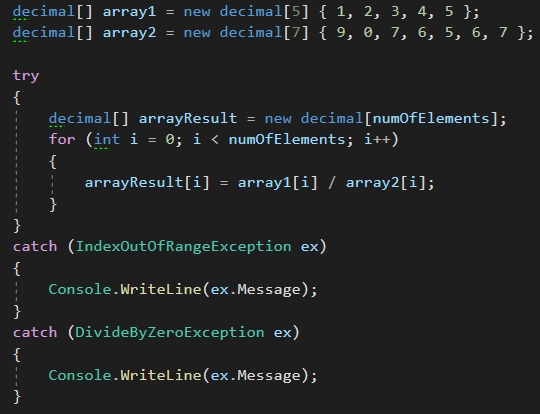 decimal[] array1 = new decimal[5] { 1, 2, 3, 4, 5 };
decimal[] array2 = new decimal[7] { 9, 0, 7, 6, 5, 6, 7 };
try
{
decimal[] arrayResult = new decimal[numOfElements];
for (int i = 0; i < numOfElements; i++)
{
arrayResult[i] = array1[i] / array2[i];
}
}
catch (IndexOutOfRangeException ex)
{
Console.WriteLine(ex.Message);
}
catch (DivideByZeroException ex)
{
Console.WriteLine(ex.Message);
}